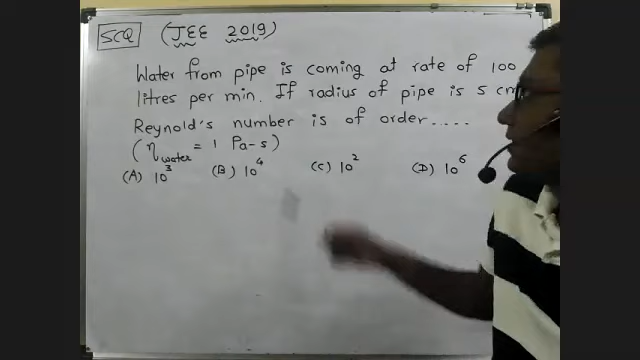 SCQ (JEE 2019)
Water from pipe is coming at rate of 100
litres per min. If radius of pipe is 5 cm
Reynold's number is of order....
(η water = 1 Pa-s)
(A) 10³ (B) 10⁴ (C) 10² (D) 10⁶